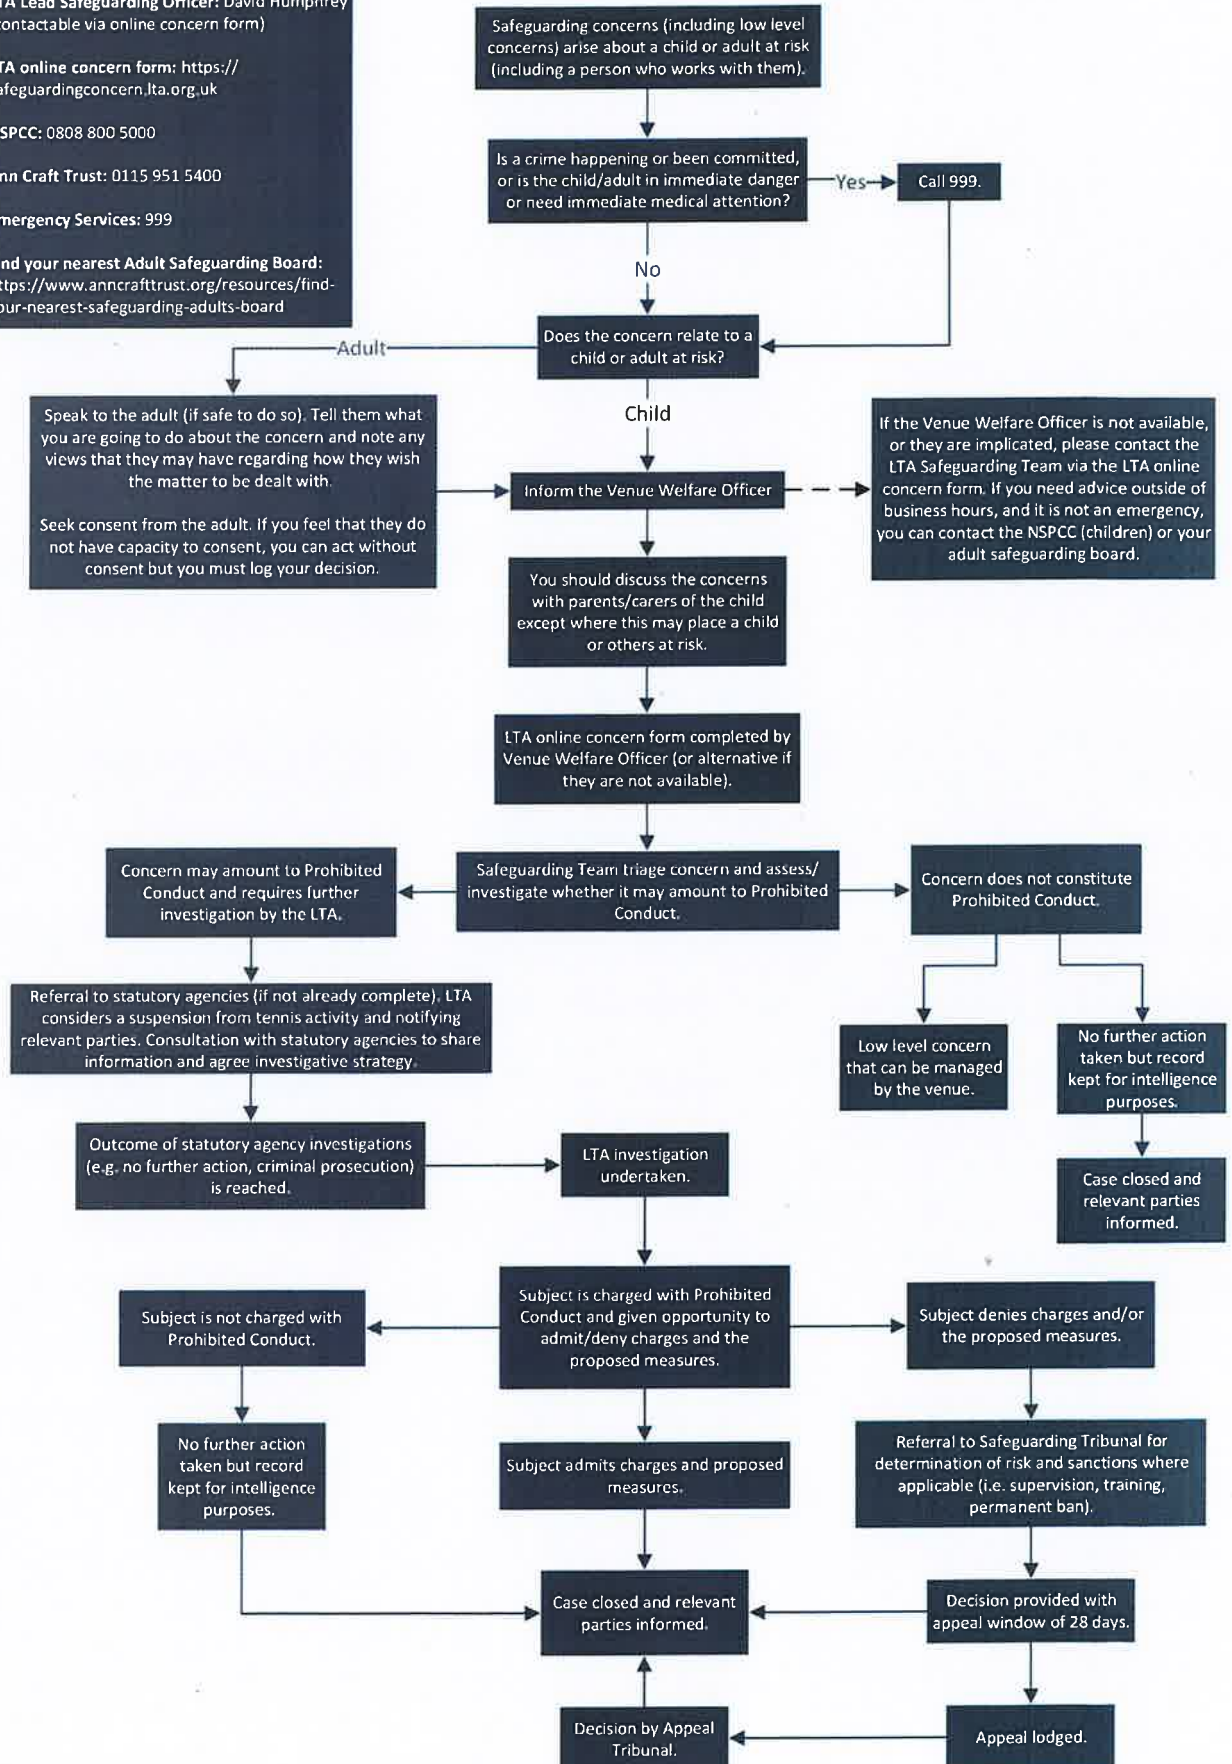 TA Lead Safeguarding Officer: David Humphrey
ontactable via online concern form)
TA online concern form: https://
afeguardingconcern.lta.org.uk
SPCC: 0808 800 5000
nn Craft Trust: 0115 951 5400
mergency Services: 999
nd your nearest Adult Safeguarding Board:
ttps://www.anncrafttrust.org/resources/find-
our-nearest-safeguarding-adults-board
Safeguarding concerns (including low level
concerns) arise about a child or adult at risk
(including a person who works with them).
Is a crime happening or been committed,
or is the child/adult in immediate danger
or need immediate medical attention?
Yes
Call 999.
No
Does the concern relate to a
child or adult at risk?
Adult
Child
Speak to the adult (if safe to do so). Tell them what
you are going to do about the concern and note any
views that they may have regarding how they wish
the matter to be dealt with.
Seek consent from the adult. If you feel that they do
not have capacity to consent, you can act without
consent but you must log your decision.
Inform the Venue Welfare Officer
If the Venue Welfare Officer is not available,
or they are implicated, please contact the
LTA Safeguarding Team via the LTA online
concern form. If you need advice outside of
business hours, and it is not an emergency,
you can contact the NSPCC (children) or your
adult safeguarding board.
You should discuss the concerns
with parents/carers of the child
except where this may place a child
or others at risk.
LTA online concern form completed by
Venue Welfare Officer (or alternative if
they are not available).
Concern may amount to Prohibited
Conduct and requires further
investigation by the LTA.
Safeguarding Team triage concern and assess/
investigate whether it may amount to Prohibited
Conduct.
Concern does not constitute
Prohibited Conduct.
Referral to statutory agencies (if not already complete). LTA
considers a suspension from tennis activity and notifying
relevant parties. Consultation with statutory agencies to share
information and agree investigative strategy.
Low level concern
that can be managed
by the venue.
No further action
taken but record
kept for intelligence
purposes.
Outcome of statutory agency investigations
(e.g. no further action, criminal prosecution)
is reached.
LTA investigation
undertaken.
Case closed and
relevant parties
informed.
Subject is not charged with
Prohibited Conduct.
Subject is charged with Prohibited
Conduct and given opportunity to
admit/deny charges and the
proposed measures.
Subject denies charges and/or
the proposed measures.
No further action
taken but record
kept for intelligence
purposes.
Subject admits charges and proposed
measures.
Referral to Safeguarding Tribunal for
determination of risk and sanctions where
applicable (i.e. supervision, training,
permanent ban).
Case closed and relevant
parties informed.
Decision provided with
appeal window of 28 days.
Decision by Appeal
Tribunal.
Appeal lodged.